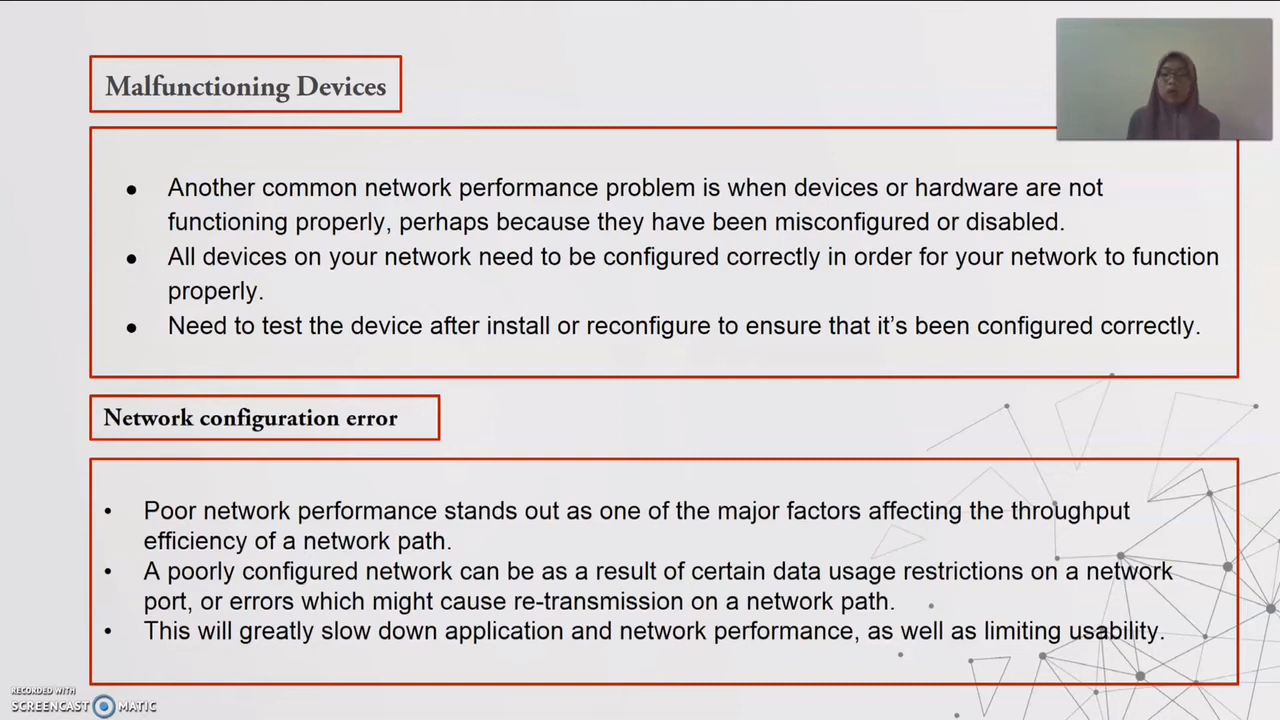 Malfunctioning Devices
● Another common network performance problem is when devices or hardware are not
functioning properly, perhaps because they have been misconfigured or disabled.
● All devices on your network need to be configured correctly in order for your network to function
properly.
● Need to test the device after install or reconfigure to ensure that it’s been configured correctly.
Network configuration error
• Poor network performance stands out as one of the major factors affecting the throughput
efficiency of a network path.
• A poorly configured network can be as a result of certain data usage restrictions on a network
port, or errors which might cause re-transmission on a network path.
• This will greatly slow down application and network performance, as well as limiting usability.
RECORDED WITH
SCREENCAST MATIC